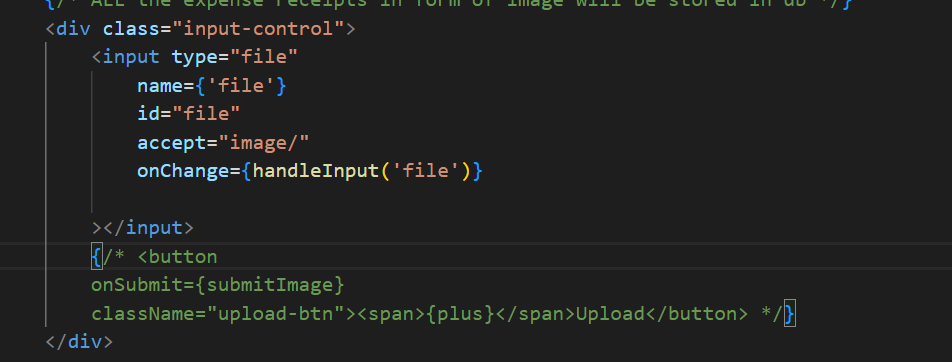 {/* ALL the expense receipts in form of image will be stored in db */}
<div class="input-control">
<input type="file"
name={'file'}
id="file"
accept="image/"
onChange={handleInput('file')}
></input>
{/* <button
onSubmit={submitImage}
className="upload-btn"><span>{plus}</span>Upload</button> */}
</div>